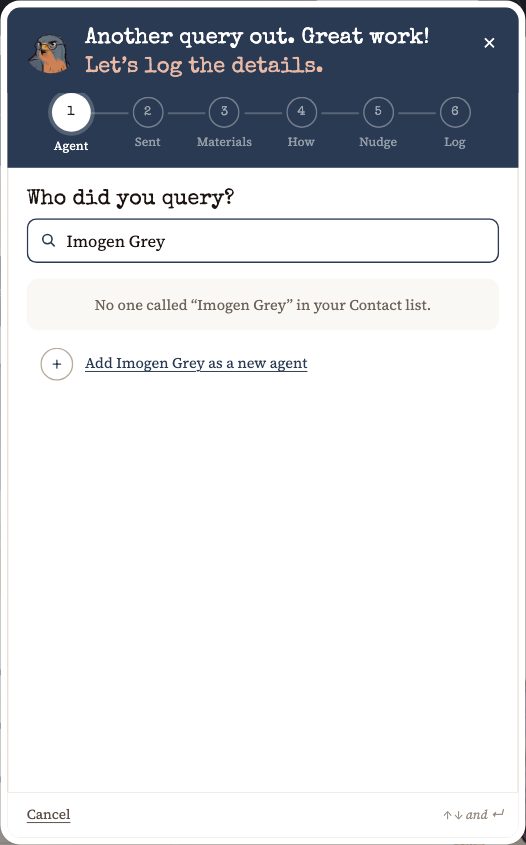 Another query out. Great work!
Let's log the details.
✕
1
2
3
4
5
6
Agent
Sent
Materials
How
Nudge
Log
Who did you query?
Imogen Grey
No one called “Imogen Grey” in your Contact list.
+
Add Imogen Grey as a new agent
Cancel
↑↓ and ↵